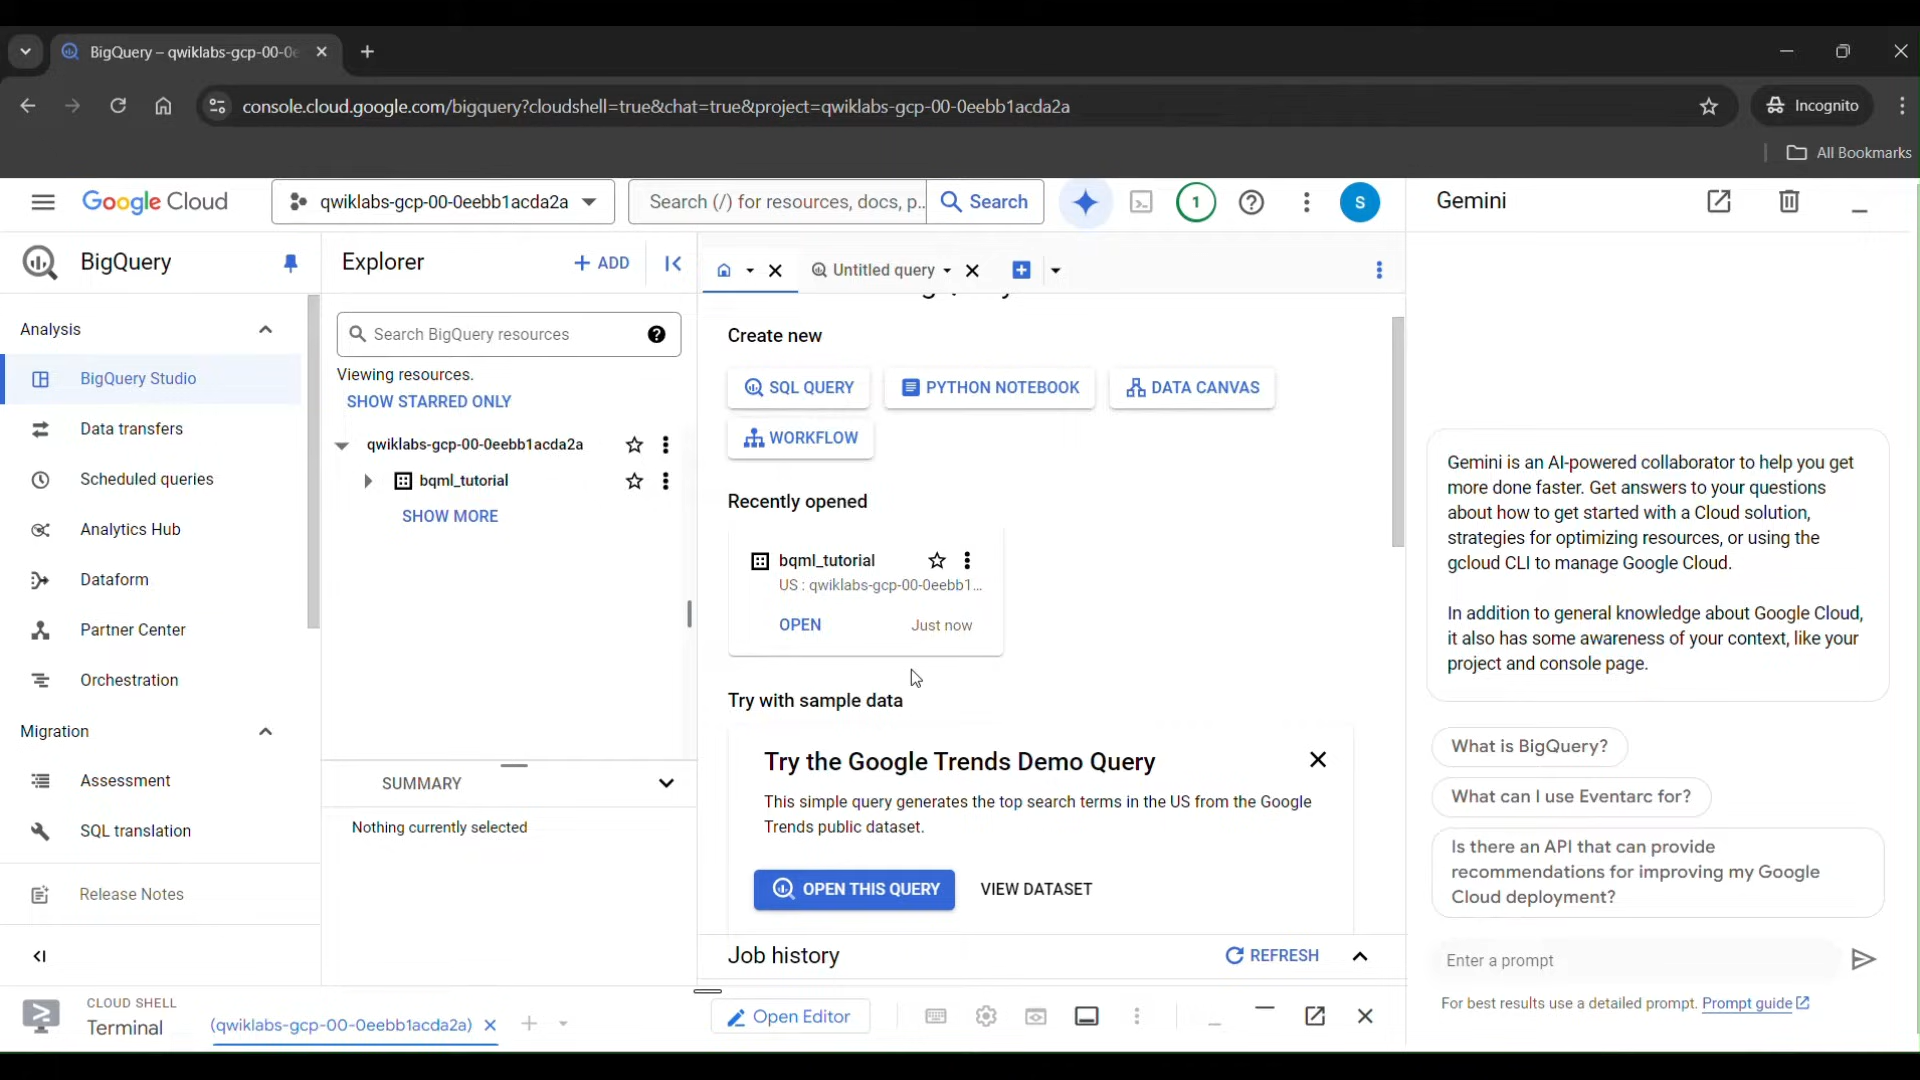 BigQuery – qwiklabs-gcp-00-0e
console.cloud.google.com/bigquery?cloudshell=true&chat=true&project=qwiklabs-gcp-00-0eebb1acda2a
Incognito
All Bookmarks
Google Cloud
qwiklabs-gcp-00-0eebb1acda2a
Search (/) for resources, docs, p..
Search
1
S
Gemini
BigQuery
Analysis
BigQuery Studio
Data transfers
Scheduled queries
Analytics Hub
Dataform
Partner Center
Orchestration
Migration
Assessment
SQL translation
Release Notes
Explorer
+ ADD
Search BigQuery resources
Viewing resources.
SHOW STARRED ONLY
qwiklabs-gcp-00-0eebb1acda2a
bqml_tutorial
SHOW MORE
SUMMARY
Nothing currently selected
Untitled query
Create new
SQL QUERY
PYTHON NOTEBOOK
DATA CANVAS
WORKFLOW
Recently opened
bqml_tutorial
US : qwiklabs-gcp-00-0eebb1...
OPEN
Just now
Try with sample data
Try the Google Trends Demo Query
This simple query generates the top search terms in the US from the Google
Trends public dataset.
OPEN THIS QUERY
VIEW DATASET
Job history
REFRESH
Gemini is an AI-powered collaborator to help you get
more done faster. Get answers to your questions
about how to get started with a Cloud solution,
strategies for optimizing resources, or using the
gcloud CLI to manage Google Cloud.
In addition to general knowledge about Google Cloud,
it also has some awareness of your context, like your
project and console page.
What is BigQuery?
What can I use Eventarc for?
Is there an API that can provide
recommendations for improving my Google
Cloud deployment?
Enter a prompt
For best results use a detailed prompt. Prompt guide
CLOUD SHELL
Terminal
(qwiklabs-gcp-00-0eebb1acda2a)
Open Editor